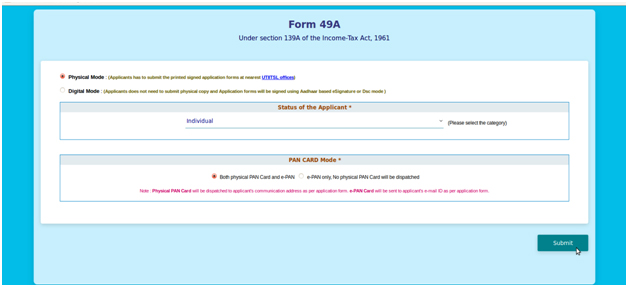 Form 49A
Under section 139A of the Income-Tax Act, 1961
Physical Mode : (Applicants has to submit the printed signed application forms at nearest UTIITSL offices)
Digital Mode : (Applicants does not need to submit physical copy and Application forms will be signed using Aadhaar based eSignature or Dsc mode )
Status of the Applicant *
Individual (Please select the category)
PAN CARD Mode *
Both physical PAN Card and e-PAN e-PAN only, No physical PAN Card will be dispatched
Note : Physical PAN Card will be dispatched to applicant's communication address as per application form. e-PAN Card will be sent to applicant's e-mail ID as per application form.
Submit